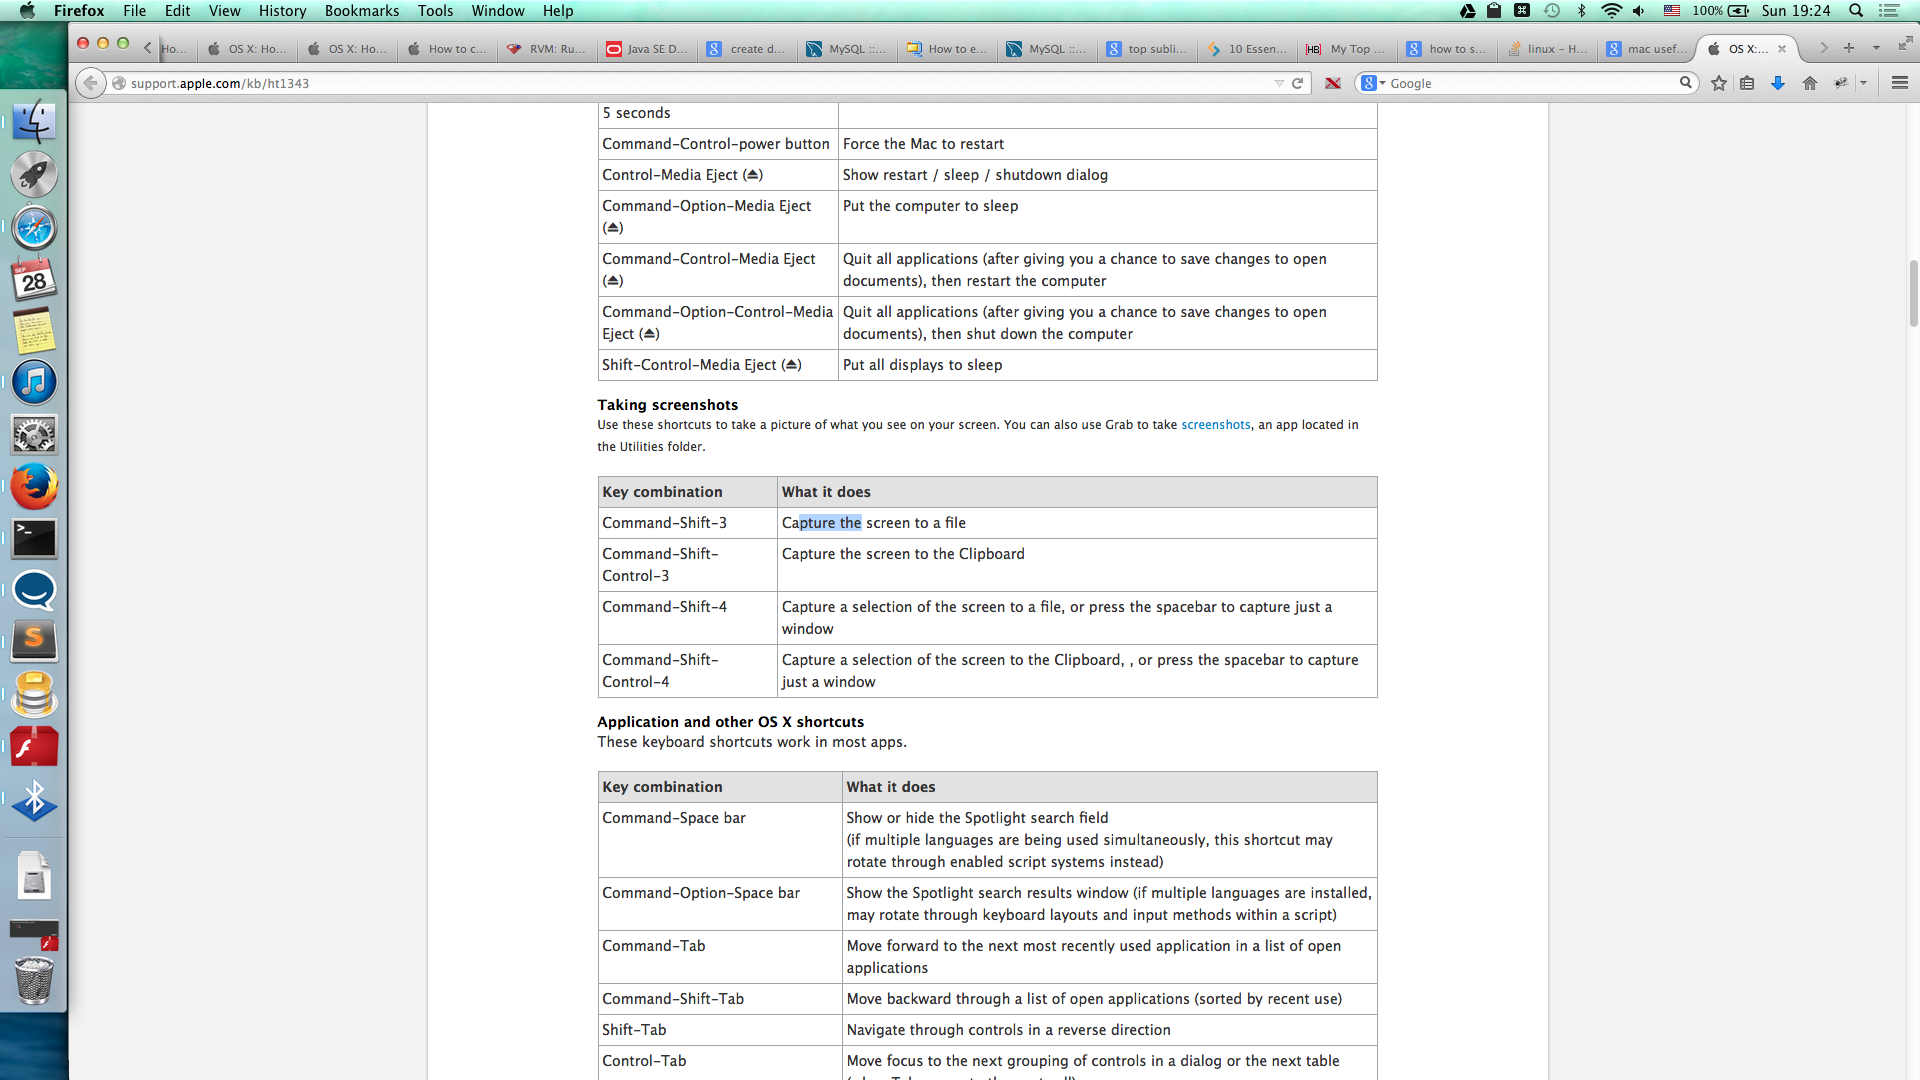 Firefox File Edit View History Bookmarks Tools Window Help 100% Sun 19:24
Ho... OS X: Ho... OS X: Ho... How to c... RVM: Ru... Java SE D... create d... MySQL ::... How to e... MySQL ::... top subli... 10 Essen... [HB] My Top ... how to s... linux - H... mac usef... OS X:...
support.apple.com/kb/ht1343 Google
5 seconds
Command-Control-power button Force the Mac to restart
Control-Media Eject (⏏) Show restart / sleep / shutdown dialog
Command-Option-Media Eject Put the computer to sleep
(⏏)
Command-Control-Media Eject Quit all applications (after giving you a chance to save changes to open
(⏏) documents), then restart the computer
Command-Option-Control-Media Quit all applications (after giving you a chance to save changes to open
Eject (⏏) documents), then shut down the computer
Shift-Control-Media Eject (⏏) Put all displays to sleep
Taking screenshots
Use these shortcuts to take a picture of what you see on your screen. You can also use Grab to take screenshots, an app located in
the Utilities folder.
Key combination What it does
Command-Shift-3 Capture the screen to a file
Command-Shift- Capture the screen to the Clipboard
Control-3
Command-Shift-4 Capture a selection of the screen to a file, or press the spacebar to capture just a
window
Command-Shift- Capture a selection of the screen to the Clipboard, , or press the spacebar to capture
Control-4 just a window
Application and other OS X shortcuts
These keyboard shortcuts work in most apps.
Key combination What it does
Command-Space bar Show or hide the Spotlight search field
(if multiple languages are being used simultaneously, this shortcut may
rotate through enabled script systems instead)
Command-Option-Space bar Show the Spotlight search results window (if multiple languages are installed,
may rotate through keyboard layouts and input methods within a script)
Command-Tab Move forward to the next most recently used application in a list of open
applications
Command-Shift-Tab Move backward through a list of open applications (sorted by recent use)
Shift-Tab Navigate through controls in a reverse direction
Control-Tab Move focus to the next grouping of controls in a dialog or the next table
SEP
28